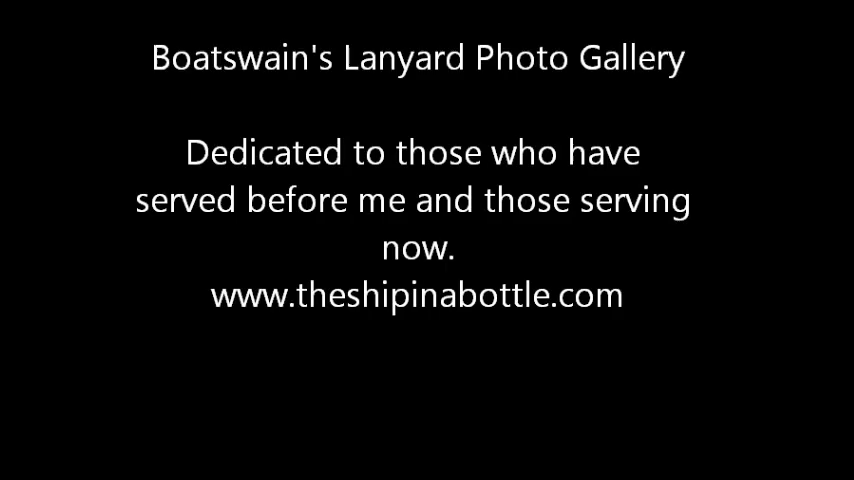 Boatswain's Lanyard Photo Gallery
Dedicated to those who have
served before me and those serving
now.
www.theshipinabottle.com